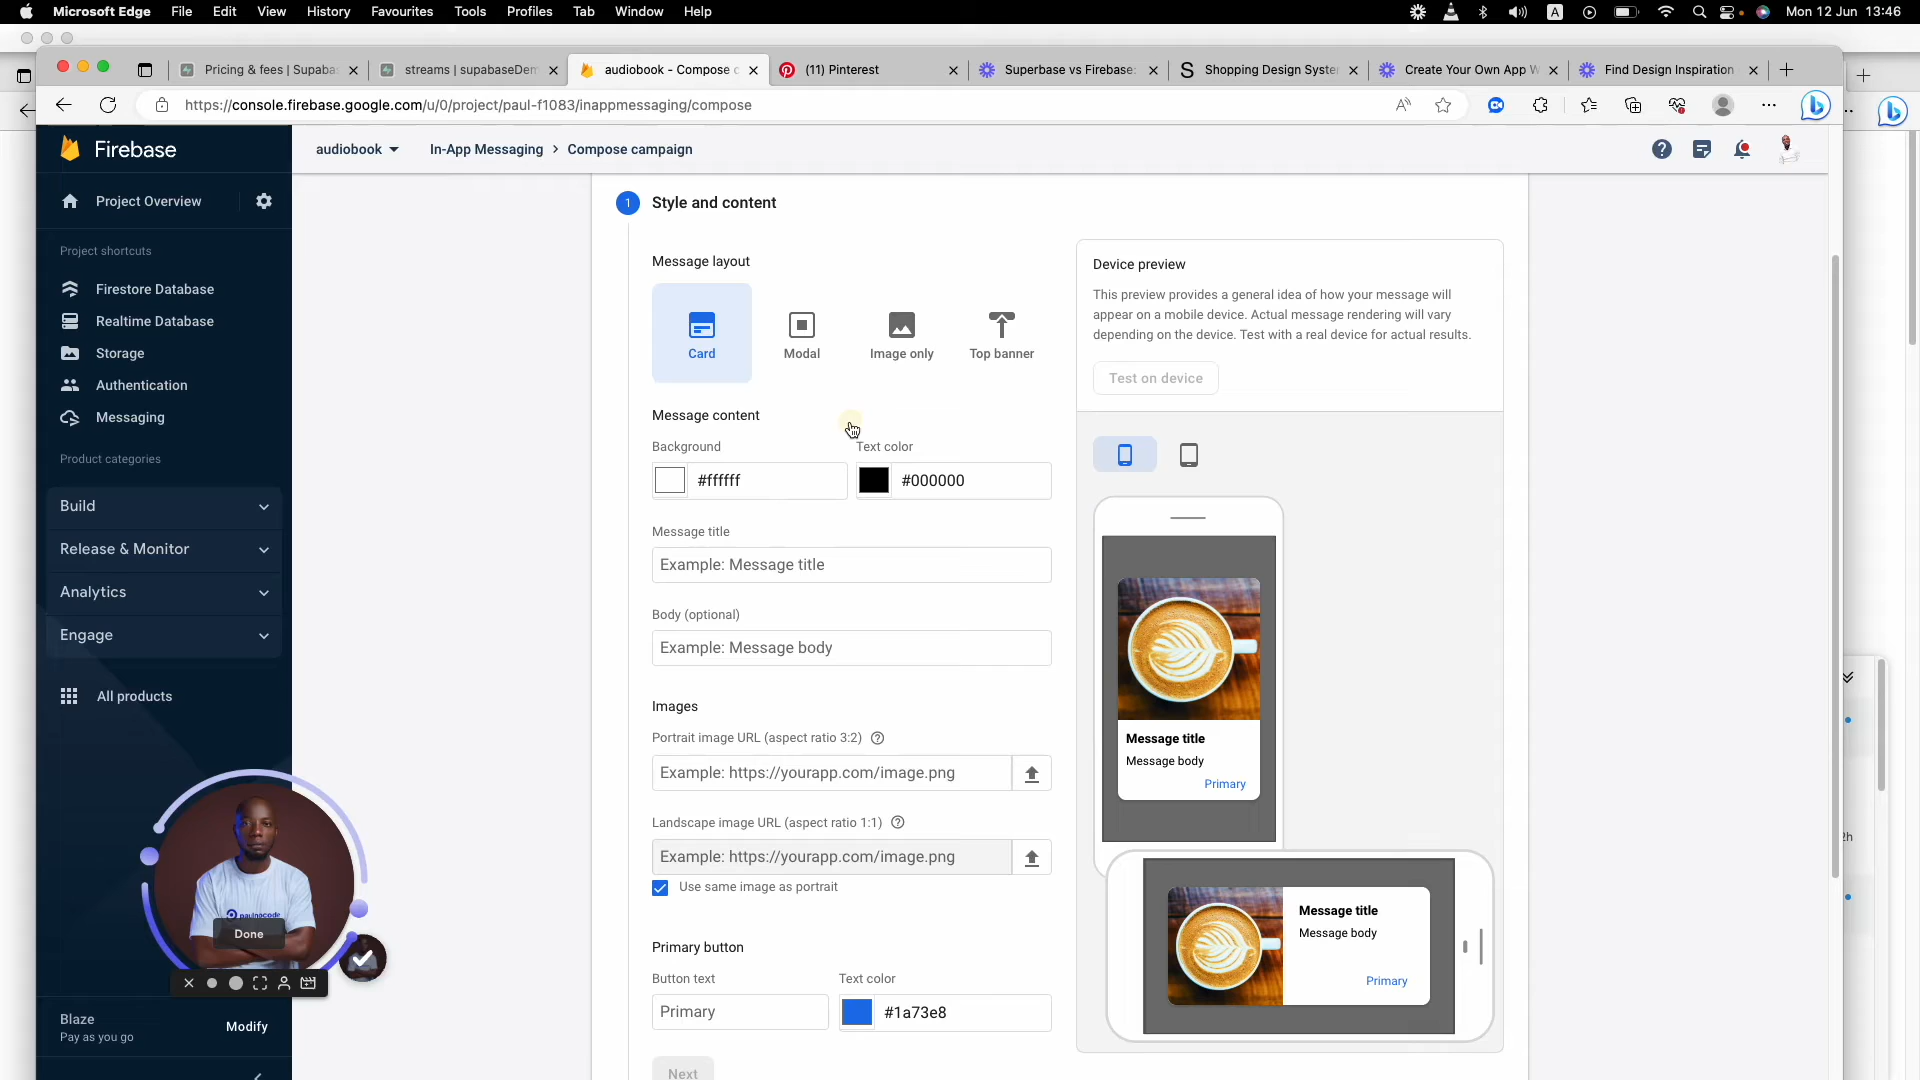 Microsoft Edge File Edit View History Favourites Tools Profiles Tab Window Help
A Mon 12 Jun 13:46
Pricing & fees | Supabas
streams | supabaseDem
audiobook - Compose c
(11) Pinterest
Superbase vs Firebase:
Shopping Design Syste
Create Your Own App W
Find Design Inspiration
https://console.firebase.google.com/u/0/project/paul-f1083/inappmessaging/compose
Firebase
audiobook
In-App Messaging > Compose campaign
Project Overview
Project shortcuts
Firestore Database
Realtime Database
Storage
Authentication
Messaging
Product categories
Build
Release & Monitor
Analytics
Engage
All products
paulnocode
Done
Blaze
Pay as you go
Modify
1 Style and content
Message layout
Card
Modal
Image only
Top banner
Message content
Background
Text color
#ffffff
#000000
Message title
Example: Message title
Body (optional)
Example: Message body
Images
Portrait image URL (aspect ratio 3:2)
Example: https://yourapp.com/image.png
Landscape image URL (aspect ratio 1:1)
Example: https://yourapp.com/image.png
Use same image as portrait
Primary button
Button text
Text color
Primary
#1a73e8
Next
Device preview
This preview provides a general idea of how your message will
appear on a mobile device. Actual message rendering will vary
depending on the device. Test with a real device for actual results.
Test on device
Message title
Message body
Primary
Message title
Message body
Primary